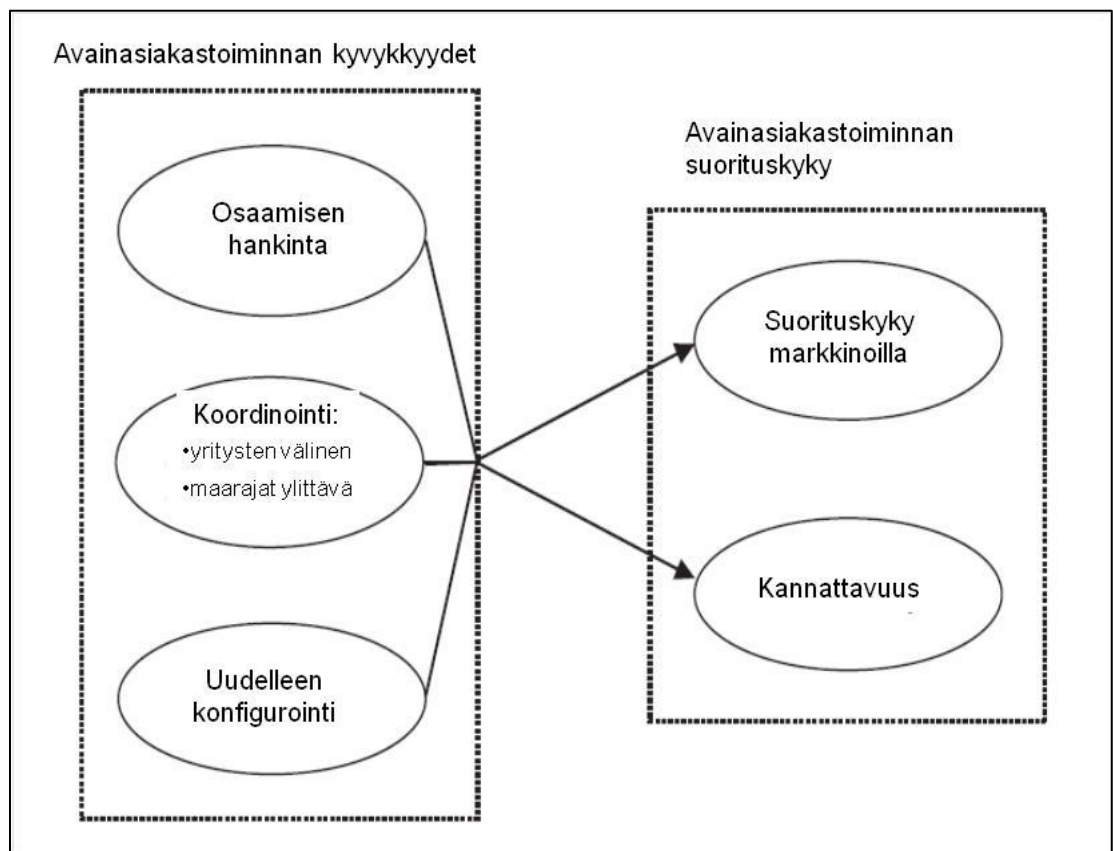 Avainasiakastoiminnan kyvykkyydet
Osaamisen
hankinta
Koordinointi:
•yritysten välinen
•maarajat ylittävä
Uudelleen
konfigurointi
Avainasiakastoiminnan
suorituskyky
Suorituskyky
markkinoilla
Kannattavuus